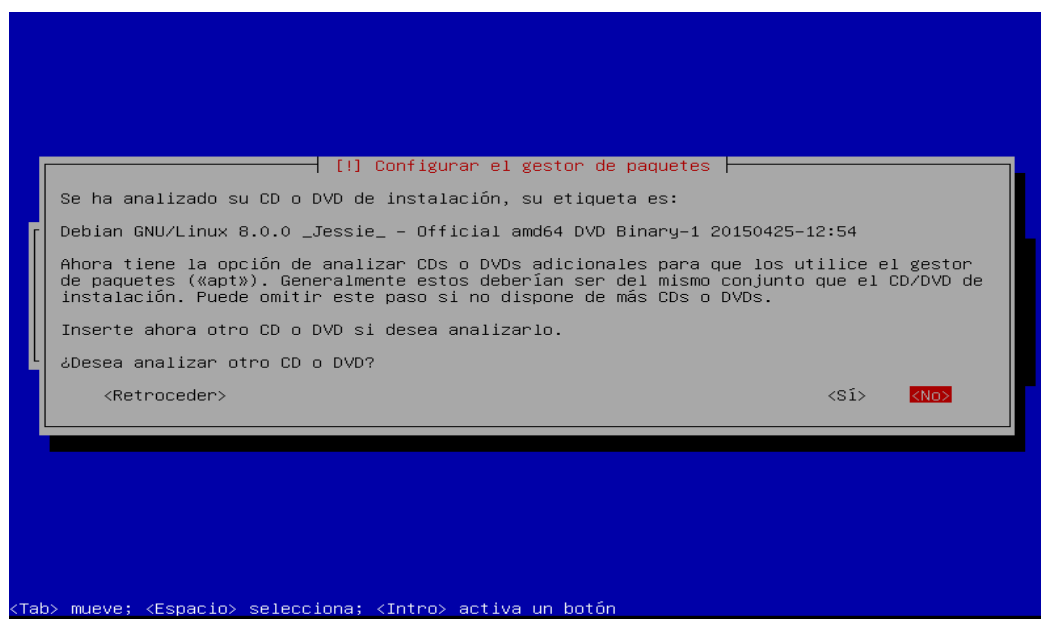 [!] Configurar el gestor de paquetes
Se ha analizado su CD o DVD de instalación, su etiqueta es:
Debian GNU/Linux 8.0.0 _Jessie_ - Official amd64 DVD Binary-1 20150425-12:54
Ahora tiene la opción de analizar CDs o DVDs adicionales para que los utilice el gestor
de paquetes («apt»). Generalmente estos deberían ser del mismo conjunto que el CD/DVD de
instalación. Puede omitir este paso si no dispone de más CDs o DVDs.
Inserte ahora otro CD o DVD si desea analizarlo.
¿Desea analizar otro CD o DVD?
<Retroceder> <Sí> <No>
<Tab> mueve; <Espacio> selecciona; <Intro> activa un botón